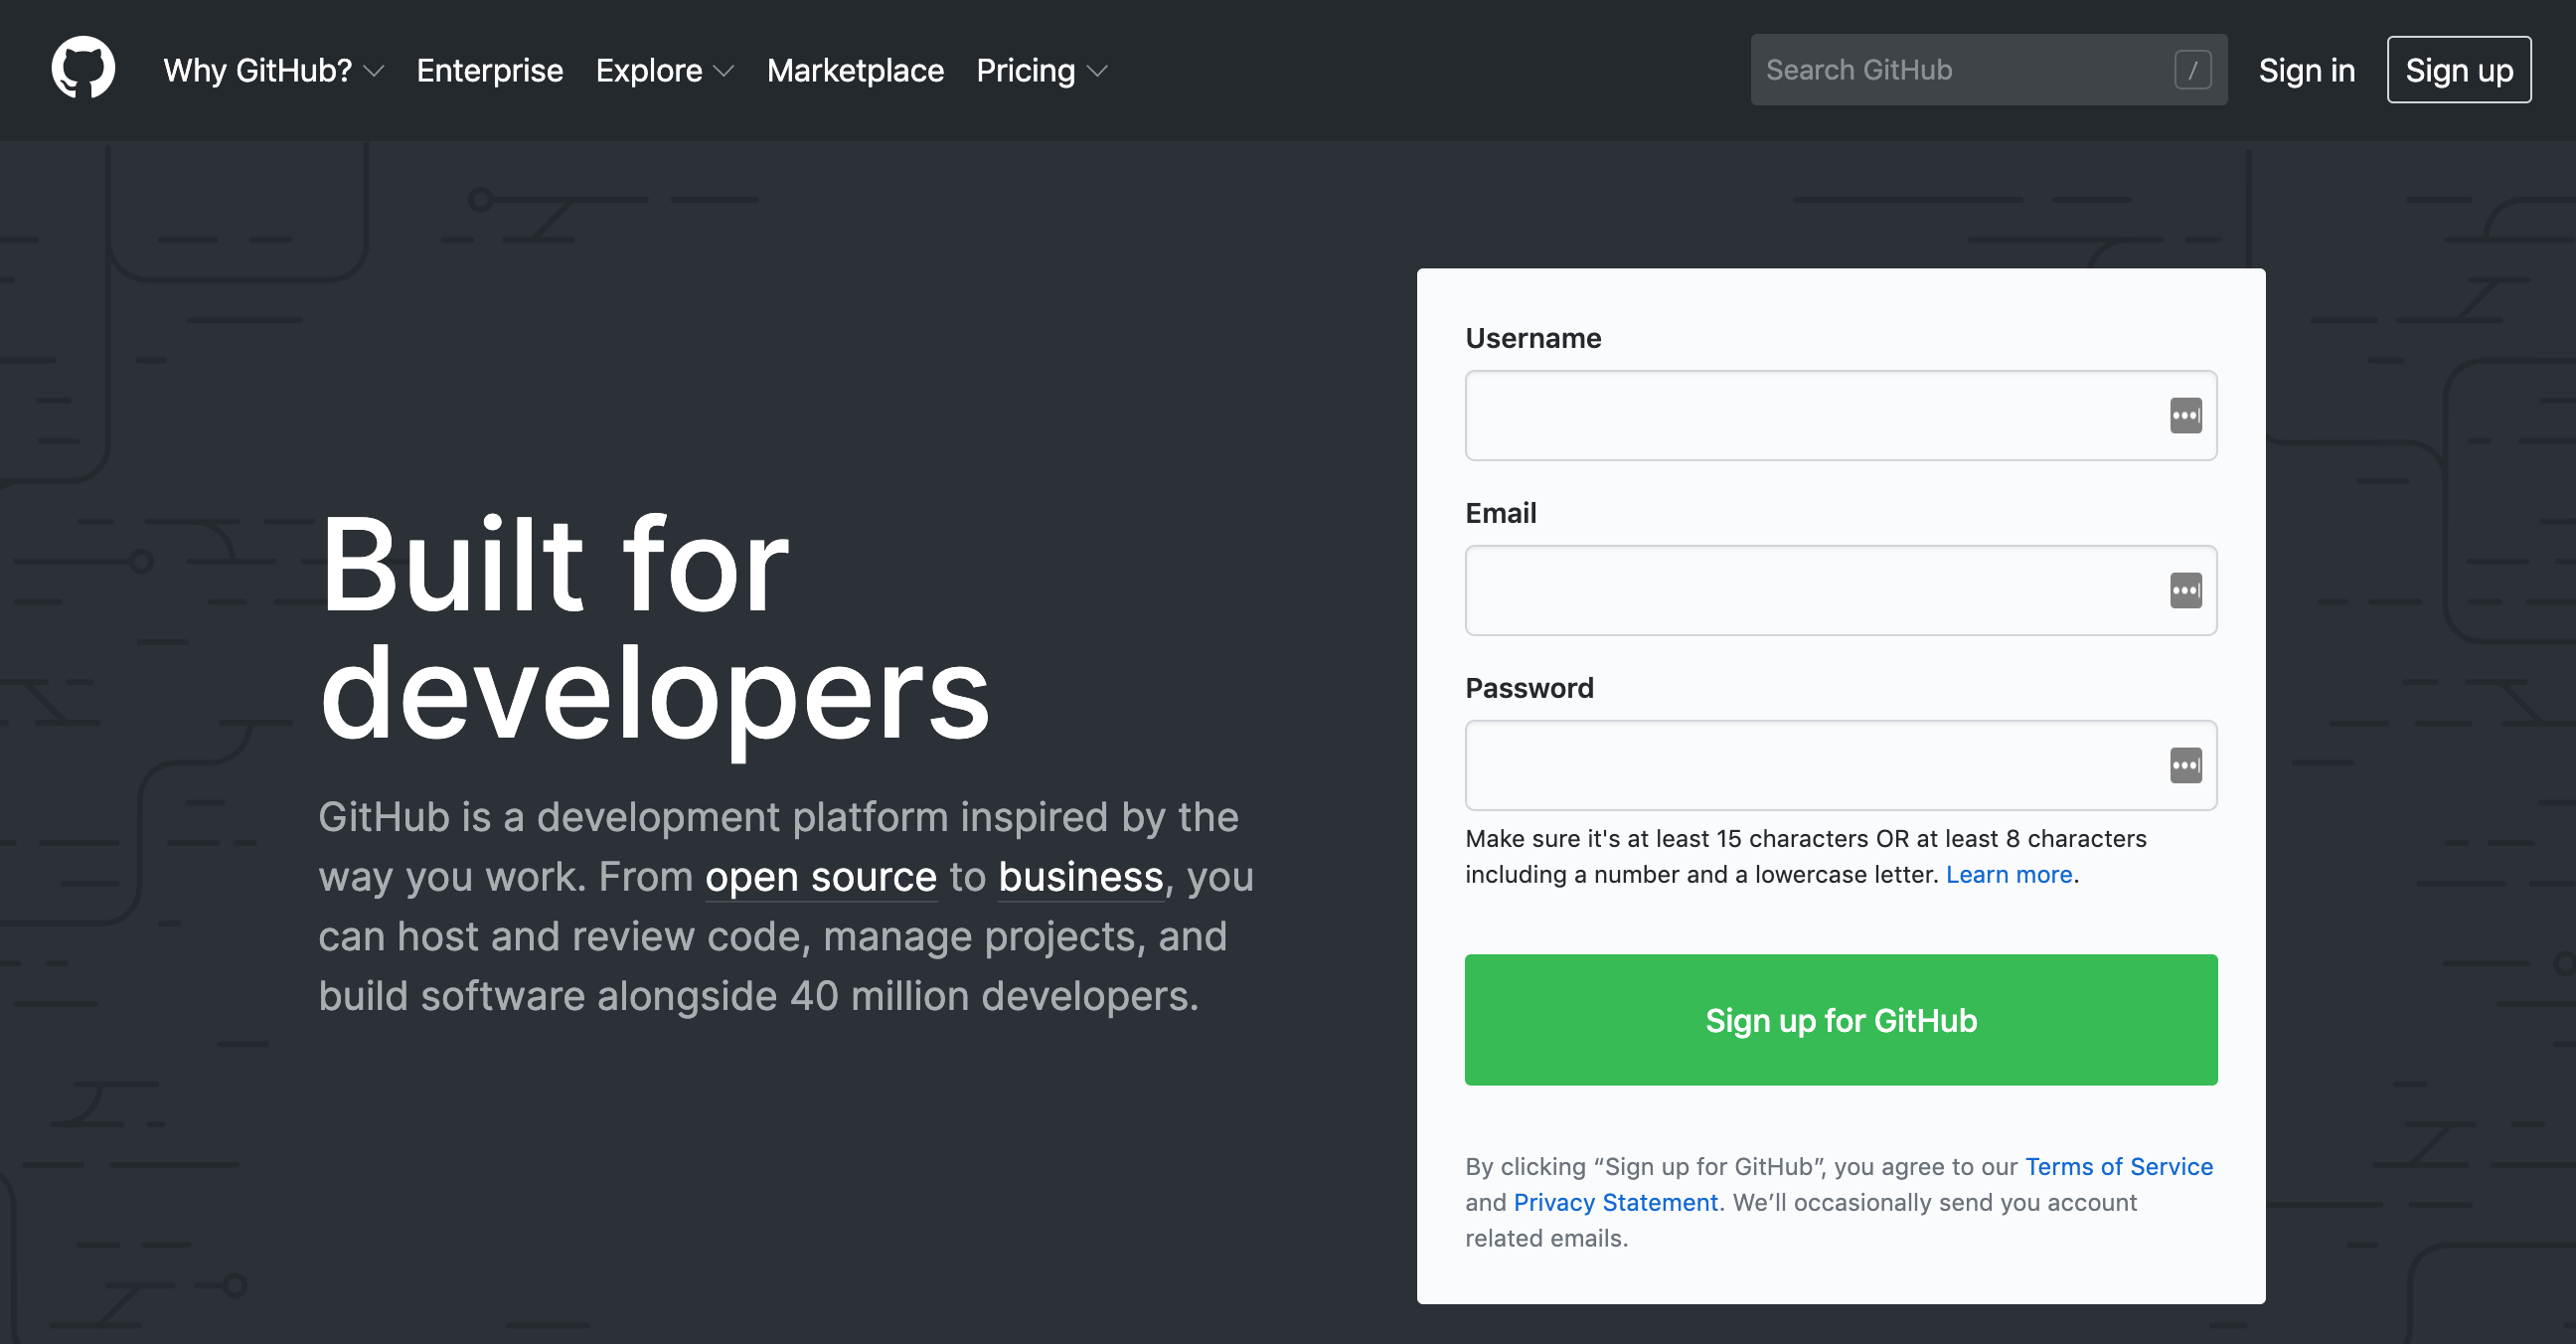 Why GitHub? Enterprise Explore Marketplace Pricing Search GitHub / Sign in Sign up
Built for
developers
GitHub is a development platform inspired by the
way you work. From open source to business, you
can host and review code, manage projects, and
build software alongside 40 million developers.
Username
Email
Password
Make sure it's at least 15 characters OR at least 8 characters
including a number and a lowercase letter. Learn more.
Sign up for GitHub
By clicking “Sign up for GitHub”, you agree to our Terms of Service
and Privacy Statement. We’ll occasionally send you account
related emails.